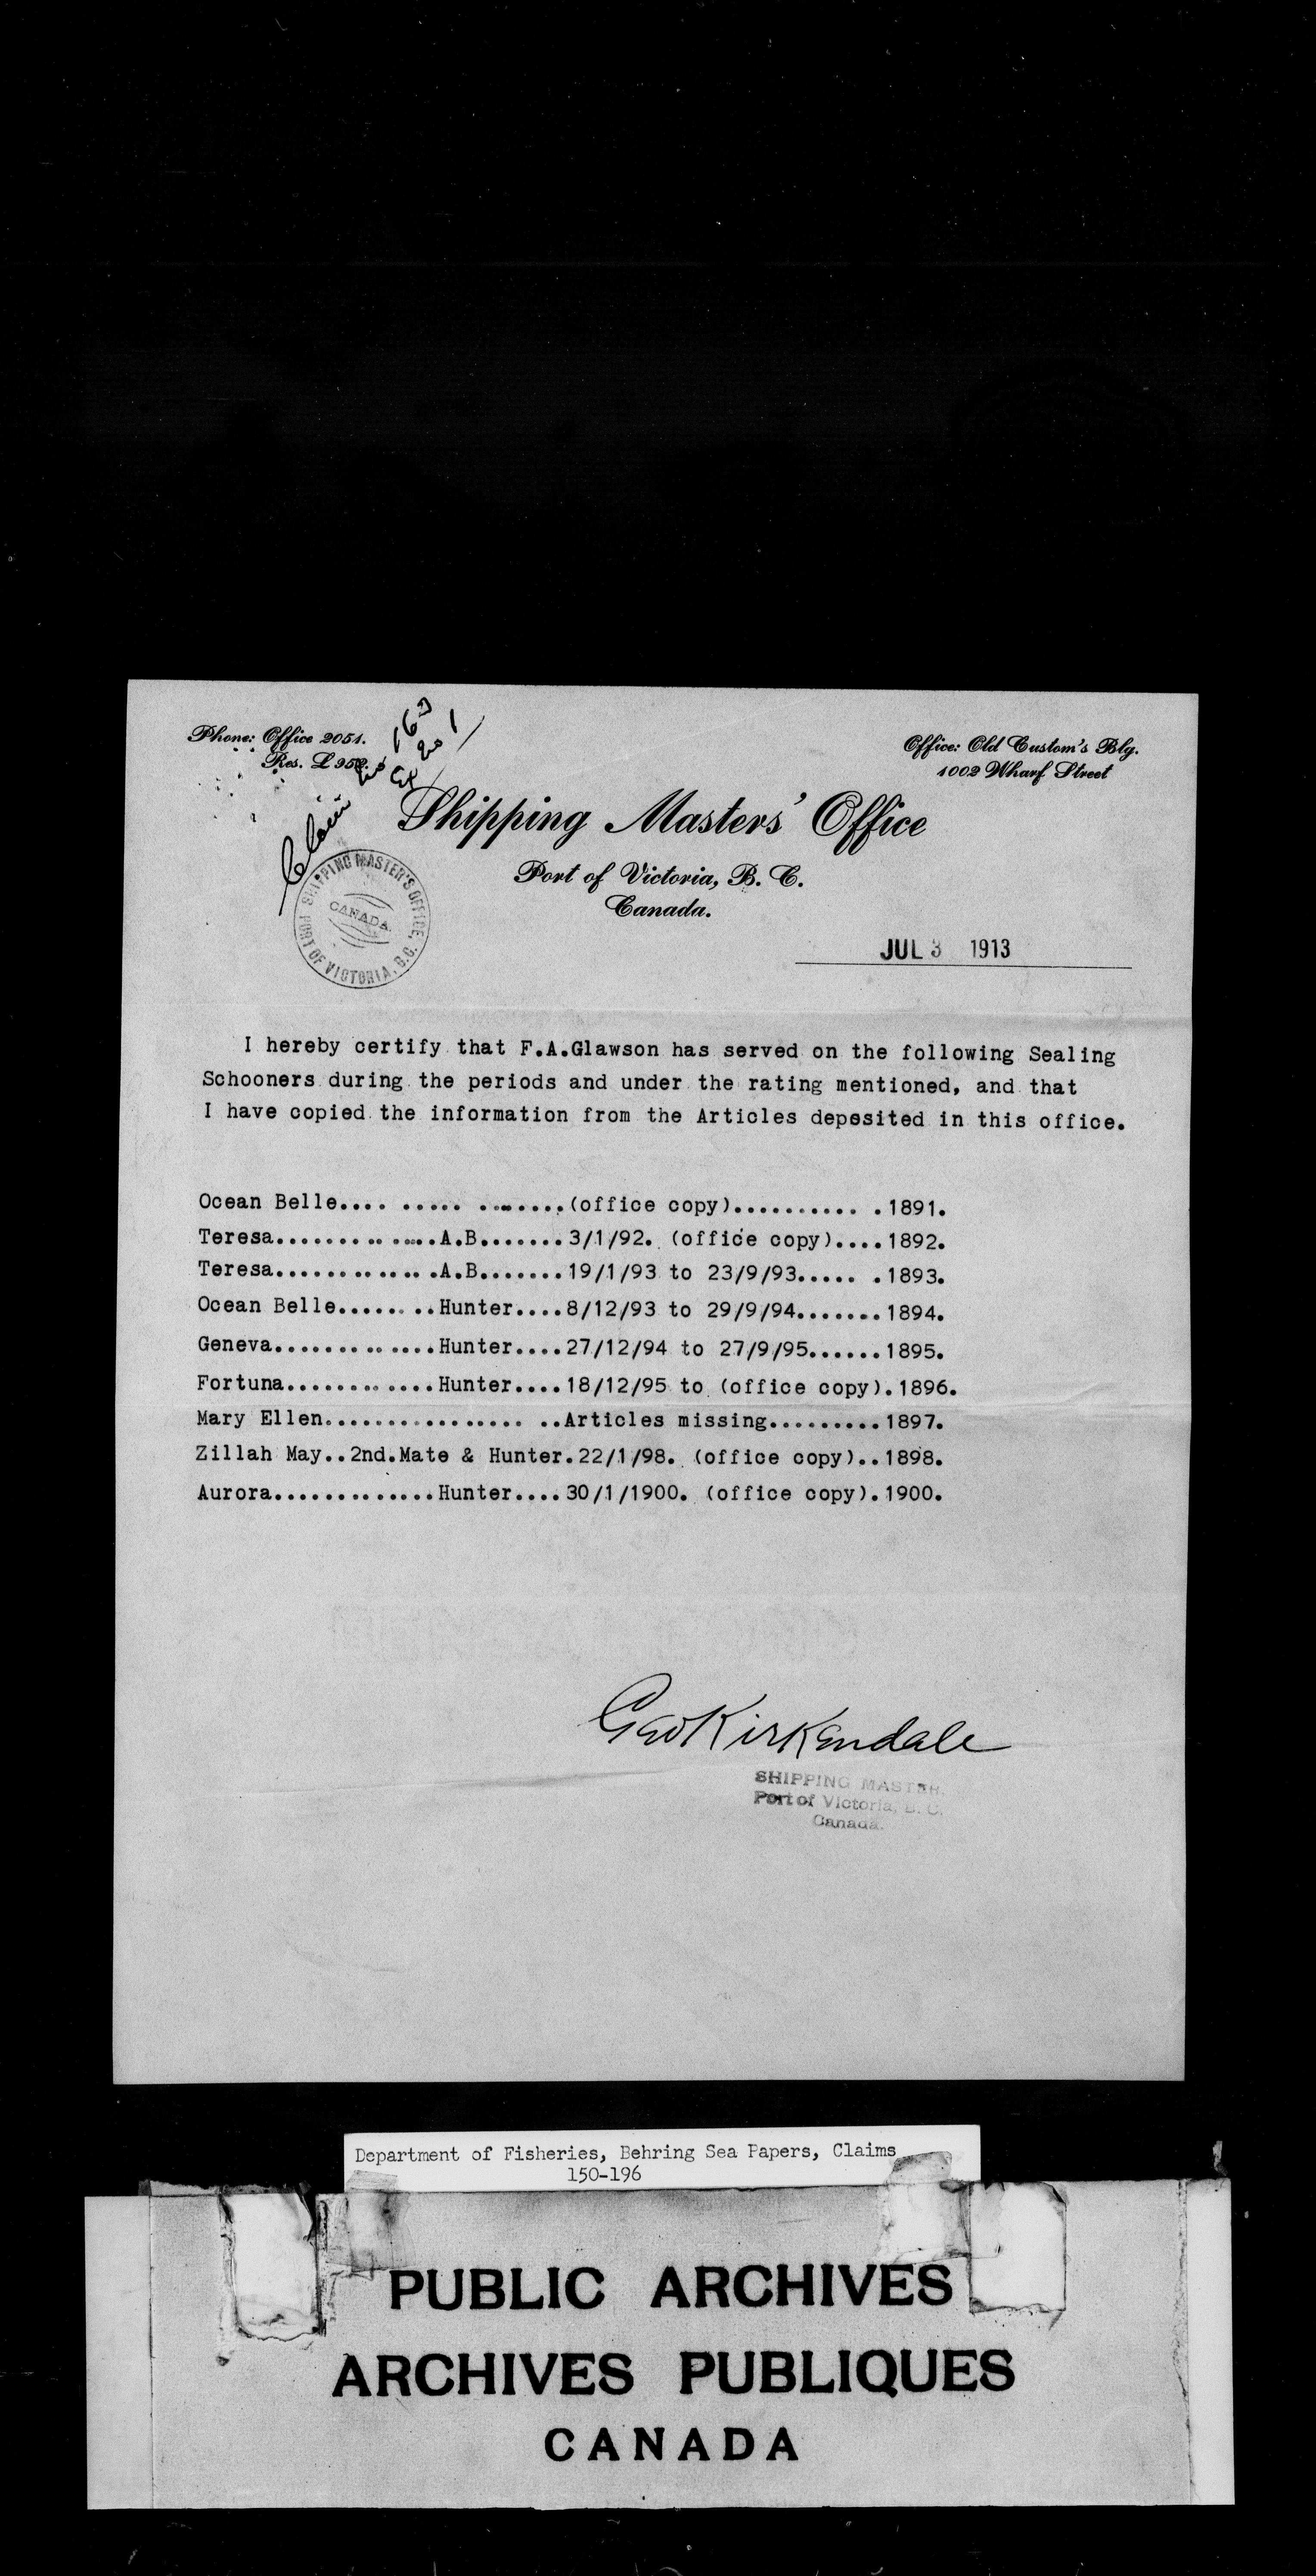 Phone: Office 2051.
Res. L 952.
Claim No 163
Ex No 1
Office: Old Custom's Blg.
1002 Wharf Street
Shipping Masters' Office
Port of Victoria, B. C.
Canada.
SHIPPING MASTER'S OFFICE,
CANADA.
PORT OF VICTORIA, B.C.
JUL 3 1913
I hereby certify that F.A.Glawson has served on the following Sealing
Schooners during the periods and under the rating mentioned, and that
I have copied the information from the Articles deposited in this office.
Ocean Belle.... ..... ........(office copy).......... .1891.
Teresa.......... .....A.B.......3/1/92. (office copy)....1892.
Teresa.............. .A.B.......19/1/93 to 23/9/93..... .1893.
Ocean Belle...... ..Hunter....8/12/93 to 29/9/94.......1894.
Geneva..............Hunter....27/12/94 to 27/9/95......1895.
Fortuna.............Hunter....18/12/95 to (office copy).1896.
Mary Ellen................ ..Articles missing.........1897.
Zillah May..2nd.Mate & Hunter.22/1/98. (office copy)..1898.
Aurora..............Hunter....30/1/1900. (office copy).1900.
Geo Kirkendale
SHIPPING MASTER,
Port of Victoria, B. C.
Canada.
Department of Fisheries, Behring Sea Papers, Claims
150-196
PUBLIC ARCHIVES
ARCHIVES PUBLIQUES
CANADA